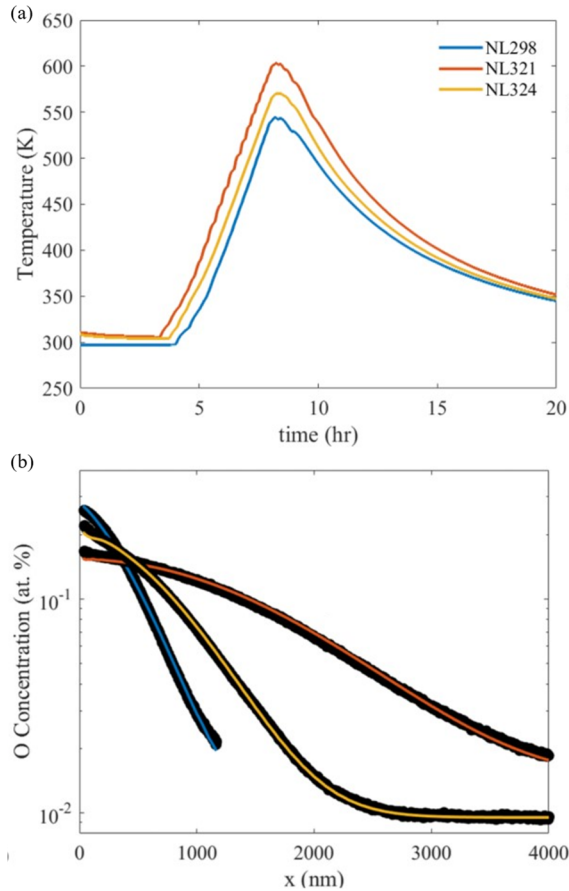 (a)
650
600
550
500
450
400
350
300
250
Temperature (K)
NL298
NL321
NL324
0 5 10 15 20
time (hr)
(b)
10-1
10-2
O Concentration (at. %)
0 1000 2000 3000 4000
x (nm)
)